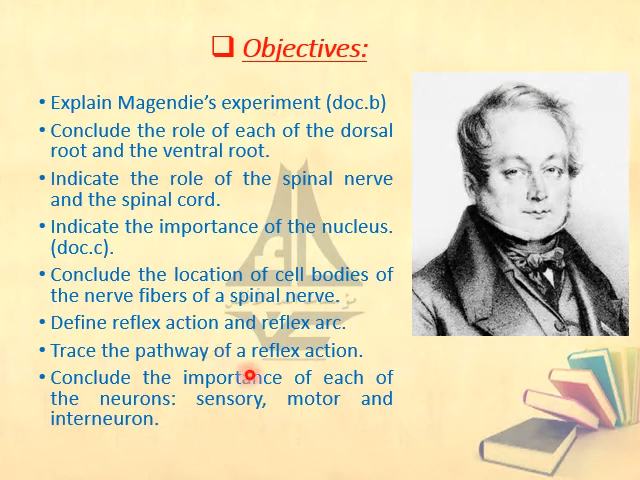 Objectives:
• Explain Magendie's experiment (doc.b)
• Conclude the role of each of the dorsal
root and the ventral root.
• Indicate the role of the spinal nerve
and the spinal cord.
• Indicate the importance of the nucleus.
(doc.c).
• Conclude the location of cell bodies of
the nerve fibers of a spinal nerve.
• Define reflex action and reflex arc.
• Trace the pathway of a reflex action.
• Conclude the importance of each of
the neurons: sensory, motor and
interneuron.